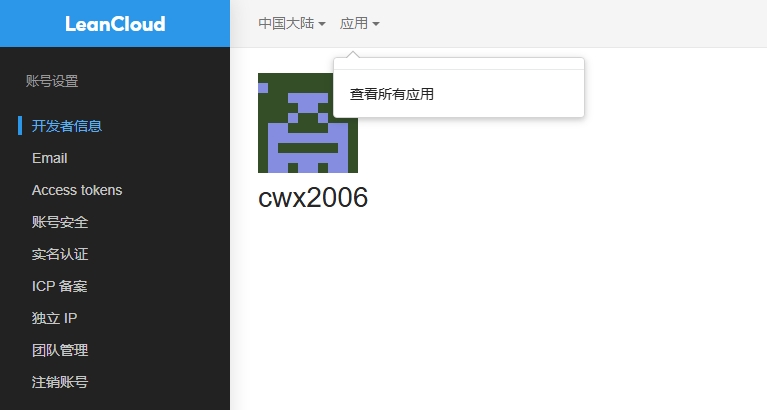 LeanCloud
中国大陆 应用
账号设置
查看所有应用
开发者信息
Email
Access tokens
账号安全
实名认证
ICP 备案
独立 IP
团队管理
注销账号
cwx2006